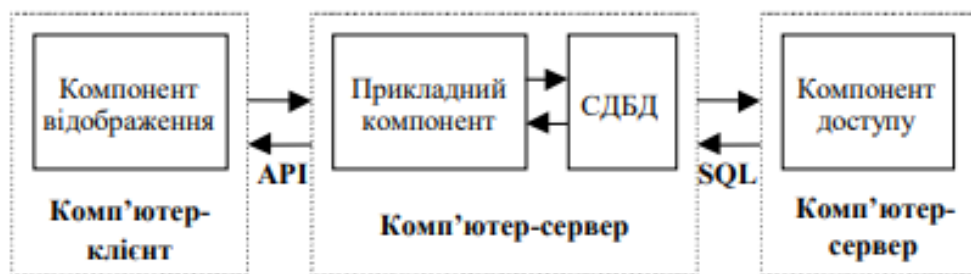 Компонент
відображення
Прикладний
компонент
СДБД
Компонент
доступу
API
SQL
Комп’ютер-
клієнт
Комп’ютер-сервер
Комп’ютер-
сервер